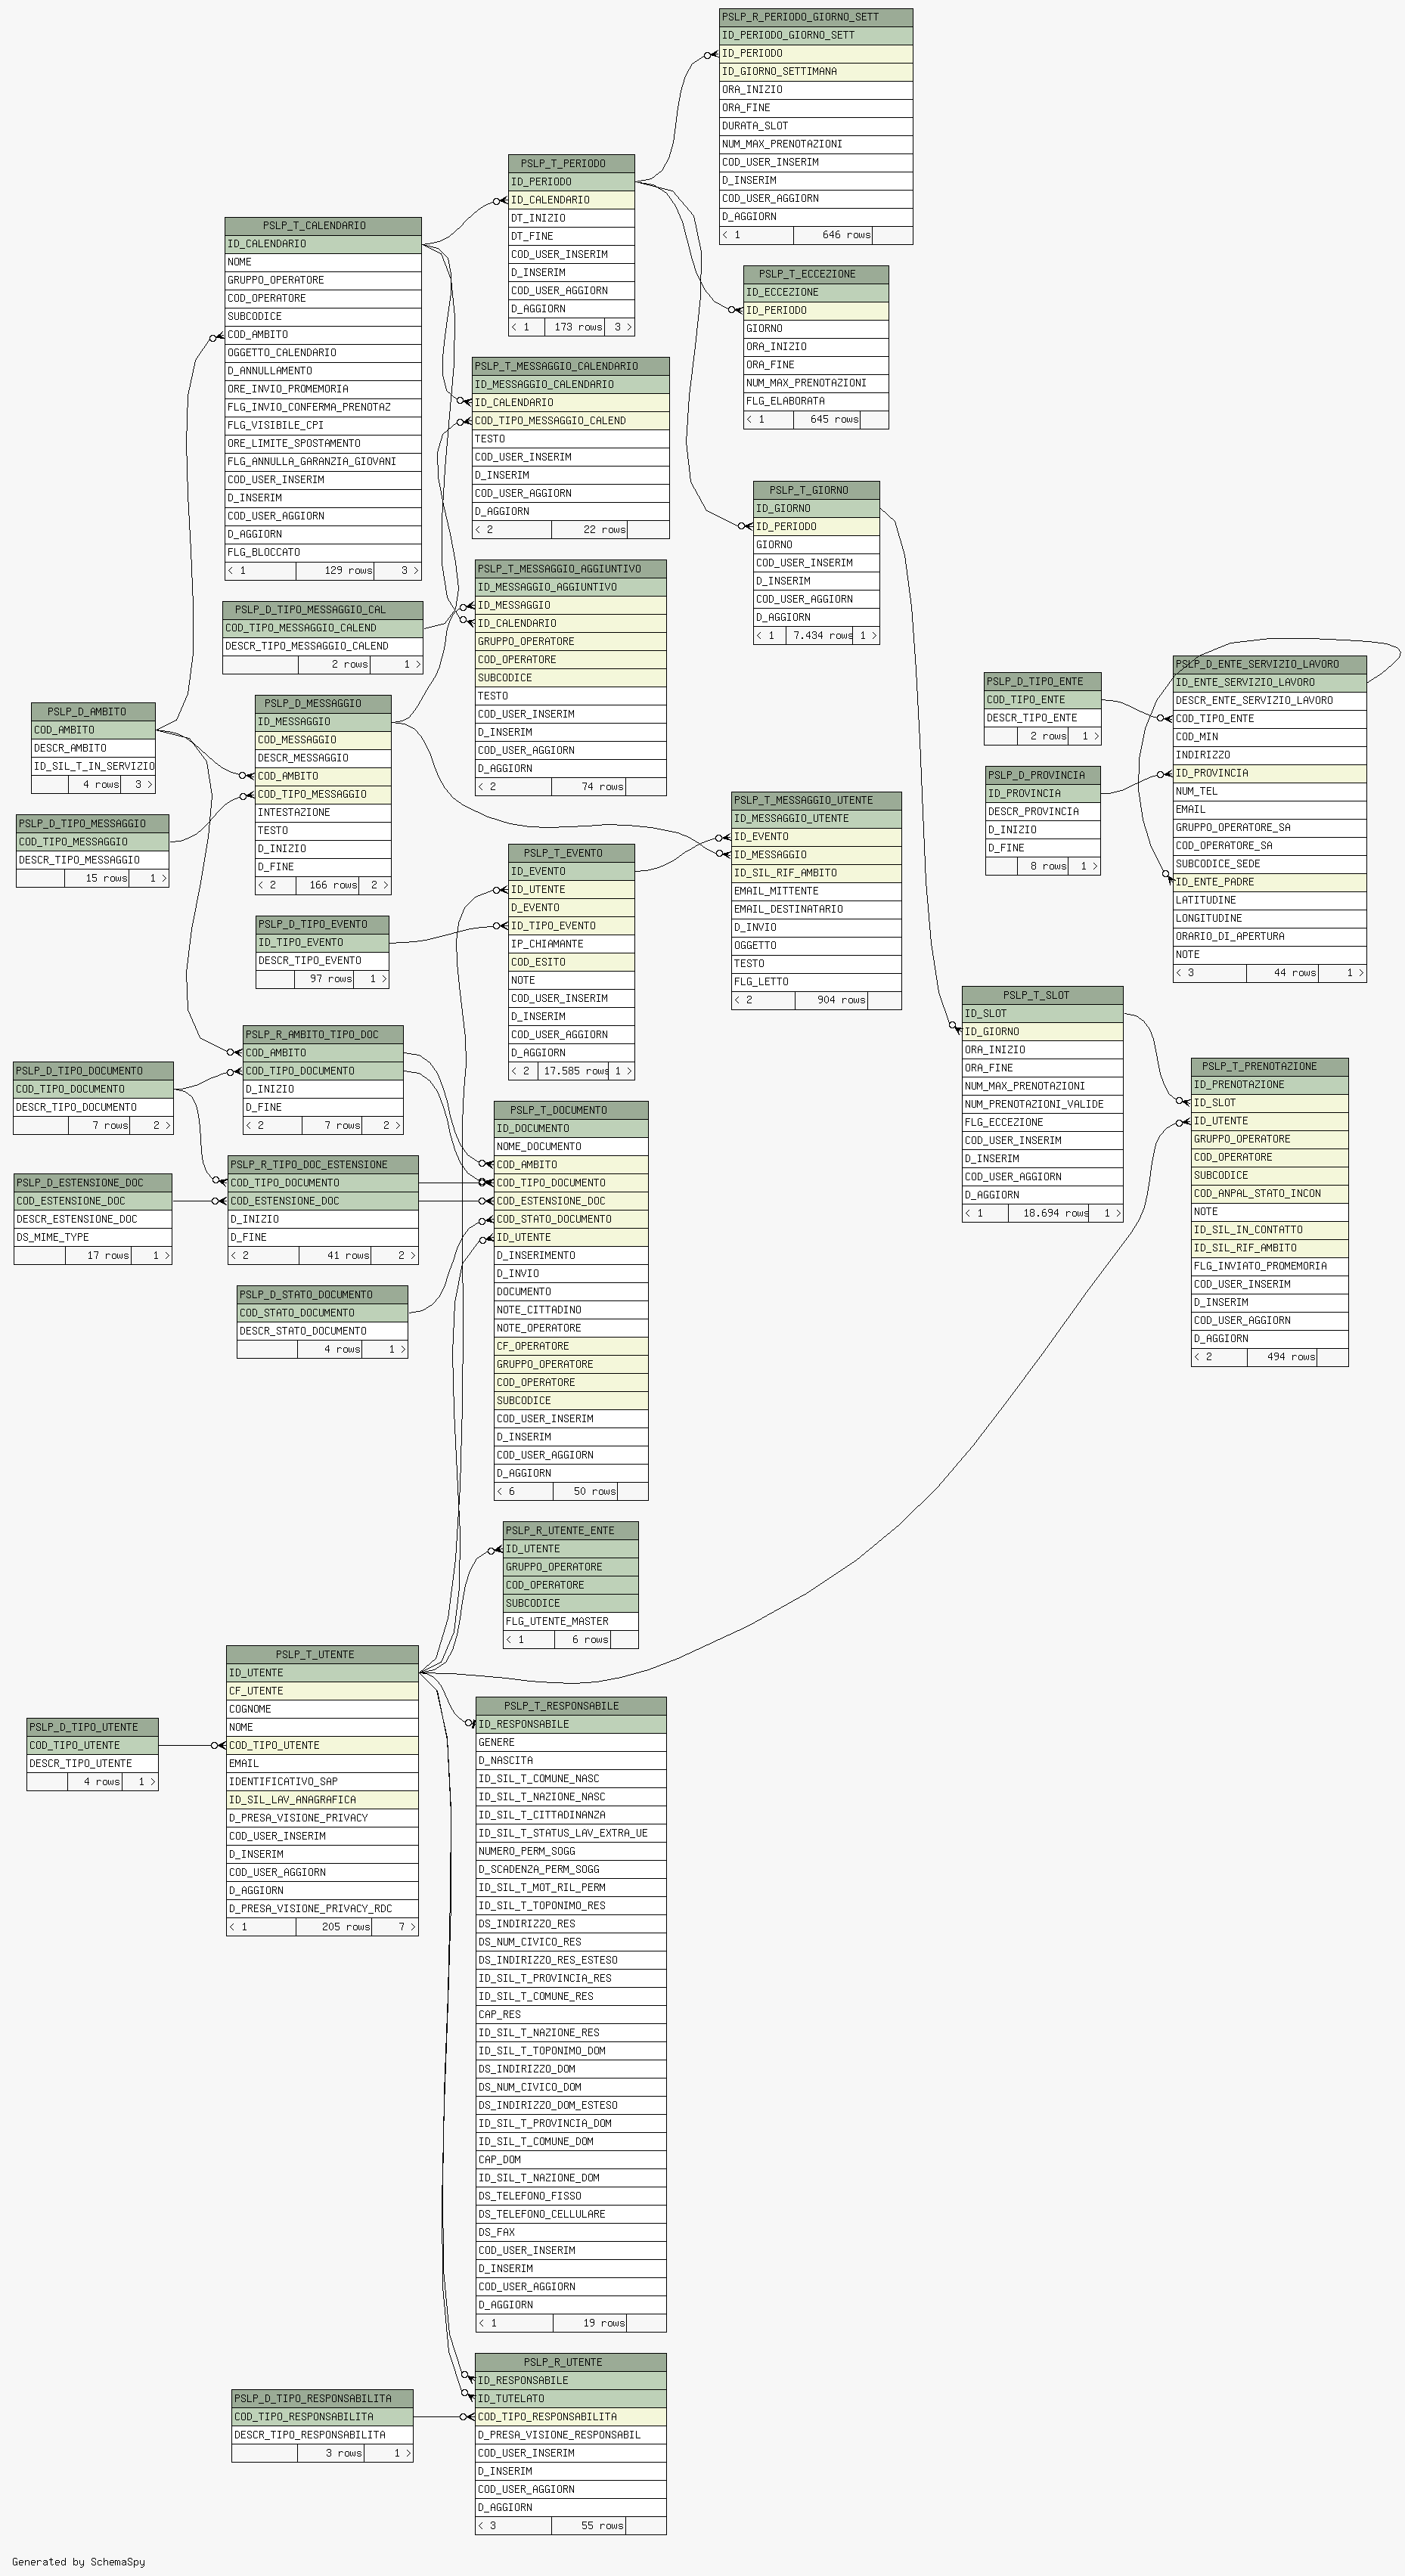 PSLP_R_PERIODO_GIORNO_SETT
ID_PERIODO_GIORNO_SETT
ID_PERIODO
ID_GIORNO_SETTIMANA
ORA_INIZIO
ORA_FINE
DURATA_SLOT
NUM_MAX_PRENOTAZIONI
COD_USER_INSERIM
D_INSERIM
COD_USER_AGGIORN
D_AGGIORN
< 1 646 rows
PSLP_T_PERIODO
ID_PERIODO
ID_CALENDARIO
DT_INIZIO
DT_FINE
COD_USER_INSERIM
D_INSERIM
COD_USER_AGGIORN
D_AGGIORN
< 1 173 rows 3 >
PSLP_T_CALENDARIO
ID_CALENDARIO
NOME
GRUPPO_OPERATORE
COD_OPERATORE
SUBCODICE
COD_AMBITO
OGGETTO_CALENDARIO
D_ANNULLAMENTO
ORE_INVIO_PROMEMORIA
FLG_INVIO_CONFERMA_PRENOTAZ
FLG_VISIBILE_CPI
ORE_LIMITE_SPOSTAMENTO
FLG_ANNULLA_GARANZIA_GIOVANI
COD_USER_INSERIM
D_INSERIM
COD_USER_AGGIORN
D_AGGIORN
FLG_BLOCCATO
< 1 129 rows 3 >
PSLP_T_ECCEZIONE
ID_ECCEZIONE
ID_PERIODO
GIORNO
ORA_INIZIO
ORA_FINE
NUM_MAX_PRENOTAZIONI
FLG_ELABORATA
< 1 645 rows
PSLP_T_MESSAGGIO_CALENDARIO
ID_MESSAGGIO_CALENDARIO
ID_CALENDARIO
COD_TIPO_MESSAGGIO_CALEND
TESTO
COD_USER_INSERIM
D_INSERIM
COD_USER_AGGIORN
D_AGGIORN
< 2 22 rows
PSLP_T_GIORNO
ID_GIORNO
ID_PERIODO
GIORNO
COD_USER_INSERIM
D_INSERIM
COD_USER_AGGIORN
D_AGGIORN
< 1 7.434 rows 1 >
PSLP_T_MESSAGGIO_AGGIUNTIVO
ID_MESSAGGIO_AGGIUNTIVO
ID_MESSAGGIO
ID_CALENDARIO
GRUPPO_OPERATORE
COD_OPERATORE
SUBCODICE
TESTO
COD_USER_INSERIM
D_INSERIM
COD_USER_AGGIORN
D_AGGIORN
< 2 74 rows
PSLP_D_TIPO_MESSAGGIO_CAL
COD_TIPO_MESSAGGIO_CALEND
DESCR_TIPO_MESSAGGIO_CALEND
2 rows 1 >
PSLP_D_ENTE_SERVIZIO_LAVORO
ID_ENTE_SERVIZIO_LAVORO
DESCR_ENTE_SERVIZIO_LAVORO
COD_TIPO_ENTE
COD_MIN
INDIRIZZO
ID_PROVINCIA
NUM_TEL
EMAIL
GRUPPO_OPERATORE_SA
COD_OPERATORE_SA
SUBCODICE_SEDE
ID_ENTE_PADRE
LATITUDINE
LONGITUDINE
ORARIO_DI_APERTURA
NOTE
< 3 44 rows 1 >
PSLP_D_TIPO_ENTE
COD_TIPO_ENTE
DESCR_TIPO_ENTE
2 rows 1 >
PSLP_D_PROVINCIA
ID_PROVINCIA
DESCR_PROVINCIA
D_INIZIO
D_FINE
8 rows 1 >
PSLP_D_AMBITO
COD_AMBITO
DESCR_AMBITO
ID_SIL_T_IN_SERVIZIO
4 rows 3 >
PSLP_D_MESSAGGIO
ID_MESSAGGIO
COD_MESSAGGIO
DESCR_MESSAGGIO
COD_AMBITO
COD_TIPO_MESSAGGIO
INTESTAZIONE
TESTO
D_INIZIO
D_FINE
< 2 166 rows 2 >
PSLP_D_TIPO_MESSAGGIO
COD_TIPO_MESSAGGIO
DESCR_TIPO_MESSAGGIO
15 rows 1 >
PSLP_T_MESSAGGIO_UTENTE
ID_MESSAGGIO_UTENTE
ID_EVENTO
ID_MESSAGGIO
ID_SIL_RIF_AMBITO
EMAIL_MITTENTE
EMAIL_DESTINATARIO
D_INVIO
OGGETTO
TESTO
FLG_LETTO
< 2 904 rows
PSLP_T_EVENTO
ID_EVENTO
ID_UTENTE
D_EVENTO
ID_TIPO_EVENTO
IP_CHIAMANTE
COD_ESITO
NOTE
COD_USER_INSERIM
D_INSERIM
COD_USER_AGGIORN
D_AGGIORN
< 2 17.585 rows 1 >
PSLP_D_TIPO_EVENTO
ID_TIPO_EVENTO
DESCR_TIPO_EVENTO
97 rows 1 >
PSLP_T_SLOT
ID_SLOT
ID_GIORNO
ORA_INIZIO
ORA_FINE
NUM_MAX_PRENOTAZIONI
NUM_PRENOTAZIONI_VALIDE
FLG_ECCEZIONE
COD_USER_INSERIM
D_INSERIM
COD_USER_AGGIORN
D_AGGIORN
< 1 18.694 rows 1 >
PSLP_R_AMBITO_TIPO_DOC
COD_AMBITO
COD_TIPO_DOCUMENTO
D_INIZIO
D_FINE
< 2 7 rows 2 >
PSLP_D_TIPO_DOCUMENTO
COD_TIPO_DOCUMENTO
DESCR_TIPO_DOCUMENTO
7 rows 2 >
PSLP_T_PRENOTAZIONE
ID_PRENOTAZIONE
ID_SLOT
ID_UTENTE
GRUPPO_OPERATORE
COD_OPERATORE
SUBCODICE
COD_ANPAL_STATO_INCON
NOTE
ID_SIL_IN_CONTATTO
ID_SIL_RIF_AMBITO
FLG_INVIATO_PROMEMORIA
COD_USER_INSERIM
D_INSERIM
COD_USER_AGGIORN
D_AGGIORN
< 2 494 rows
PSLP_T_DOCUMENTO
ID_DOCUMENTO
NOME_DOCUMENTO
COD_AMBITO
COD_TIPO_DOCUMENTO
COD_ESTENSIONE_DOC
COD_STATO_DOCUMENTO
ID_UTENTE
D_INSERIMENTO
D_INVIO
DOCUMENTO
NOTE_CITTADINO
NOTE_OPERATORE
CF_OPERATORE
GRUPPO_OPERATORE
COD_OPERATORE
SUBCODICE
COD_USER_INSERIM
D_INSERIM
COD_USER_AGGIORN
D_AGGIORN
< 6 50 rows
PSLP_R_TIPO_DOC_ESTENSIONE
COD_TIPO_DOCUMENTO
COD_ESTENSIONE_DOC
D_INIZIO
D_FINE
< 2 41 rows 2 >
PSLP_D_ESTENSIONE_DOC
COD_ESTENSIONE_DOC
DESCR_ESTENSIONE_DOC
DS_MIME_TYPE
17 rows 1 >
PSLP_D_STATO_DOCUMENTO
COD_STATO_DOCUMENTO
DESCR_STATO_DOCUMENTO
4 rows 1 >
PSLP_R_UTENTE_ENTE
ID_UTENTE
GRUPPO_OPERATORE
COD_OPERATORE
SUBCODICE
FLG_UTENTE_MASTER
< 1 6 rows
PSLP_T_UTENTE
ID_UTENTE
CF_UTENTE
COGNOME
NOME
COD_TIPO_UTENTE
EMAIL
IDENTIFICATIVO_SAP
ID_SIL_LAV_ANAGRAFICA
D_PRESA_VISIONE_PRIVACY
COD_USER_INSERIM
D_INSERIM
COD_USER_AGGIORN
D_AGGIORN
D_PRESA_VISIONE_PRIVACY_RDC
< 1 205 rows 7 >
PSLP_D_TIPO_UTENTE
COD_TIPO_UTENTE
DESCR_TIPO_UTENTE
4 rows 1 >
PSLP_T_RESPONSABILE
ID_RESPONSABILE
GENERE
D_NASCITA
ID_SIL_T_COMUNE_NASC
ID_SIL_T_NAZIONE_NASC
ID_SIL_T_CITTADINANZA
ID_SIL_T_STATUS_LAV_EXTRA_UE
NUMERO_PERM_SOGG
D_SCADENZA_PERM_SOGG
ID_SIL_T_MOT_RIL_PERM
ID_SIL_T_TOPONIMO_RES
DS_INDIRIZZO_RES
DS_NUM_CIVICO_RES
DS_INDIRIZZO_RES_ESTESO
ID_SIL_T_PROVINCIA_RES
ID_SIL_T_COMUNE_RES
CAP_RES
ID_SIL_T_NAZIONE_RES
ID_SIL_T_TOPONIMO_DOM
DS_INDIRIZZO_DOM
DS_NUM_CIVICO_DOM
DS_INDIRIZZO_DOM_ESTESO
ID_SIL_T_PROVINCIA_DOM
ID_SIL_T_COMUNE_DOM
CAP_DOM
ID_SIL_T_NAZIONE_DOM
DS_TELEFONO_FISSO
DS_TELEFONO_CELLULARE
DS_FAX
COD_USER_INSERIM
D_INSERIM
COD_USER_AGGIORN
D_AGGIORN
< 1 19 rows
PSLP_R_UTENTE
ID_RESPONSABILE
ID_TUTELATO
COD_TIPO_RESPONSABILITA
D_PRESA_VISIONE_RESPONSABIL
COD_USER_INSERIM
D_INSERIM
COD_USER_AGGIORN
D_AGGIORN
< 3 55 rows
PSLP_D_TIPO_RESPONSABILITA
COD_TIPO_RESPONSABILITA
DESCR_TIPO_RESPONSABILITA
3 rows 1 >
Generated by SchemaSpy